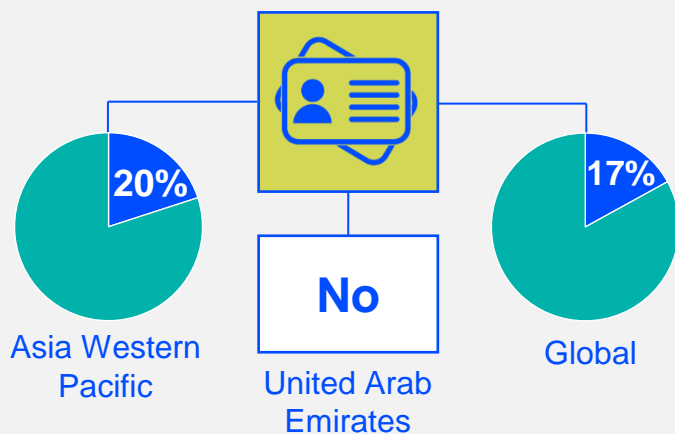 20%
17%
No
Asia Western
Pacific
United Arab
Emirates
Global